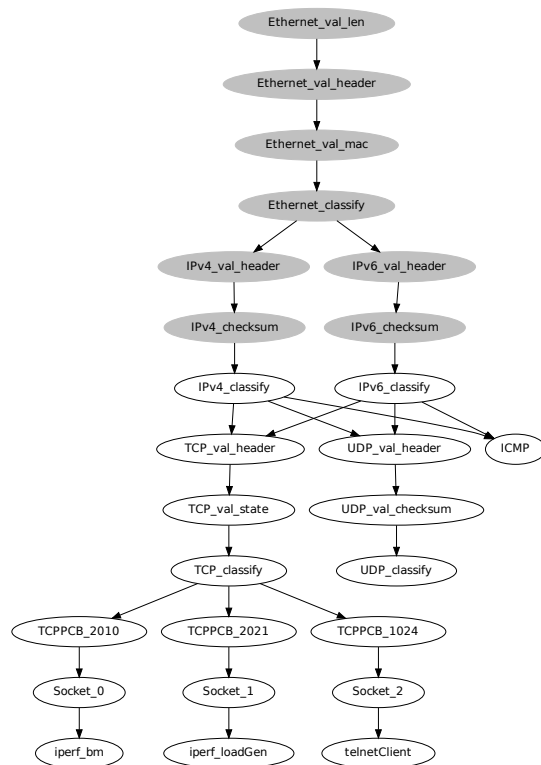 Ethernet_val_len
Ethernet_val_header
Ethernet_val_mac
Ethernet_classify
IPv4_val_header
IPv6_val_header
IPv4_checksum
IPv6_checksum
IPv4_classify
IPv6_classify
TCP_val_header
UDP_val_header
ICMP
TCP_val_state
UDP_val_checksum
TCP_classify
UDP_classify
TCPPCB_2010
TCPPCB_2021
TCPPCB_1024
Socket_0
Socket_1
Socket_2
iperf_bm
iperf_loadGen
telnetClient